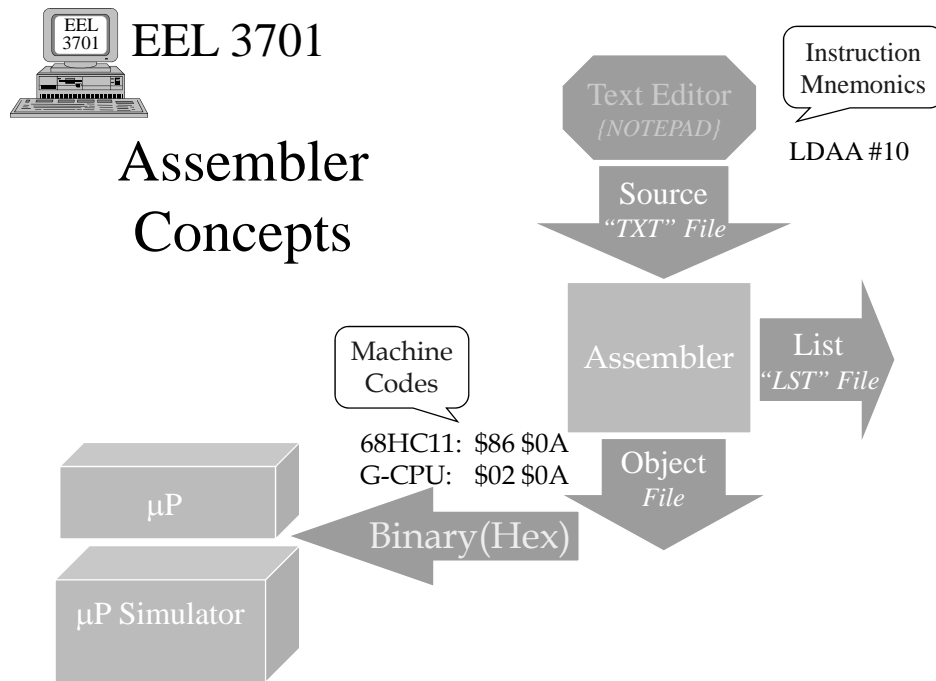 EEL
3701
EEL 3701
Assembler
Concepts
Text Editor
{NOTEPAD}
Instruction
Mnemonics
LDAA #10
Source
“TXT” File
Assembler
List
“LST” File
Machine
Codes
68HC11: $86 $0A
G-CPU: $02 $0A
Object
File
Binary(Hex)
μP
μP Simulator